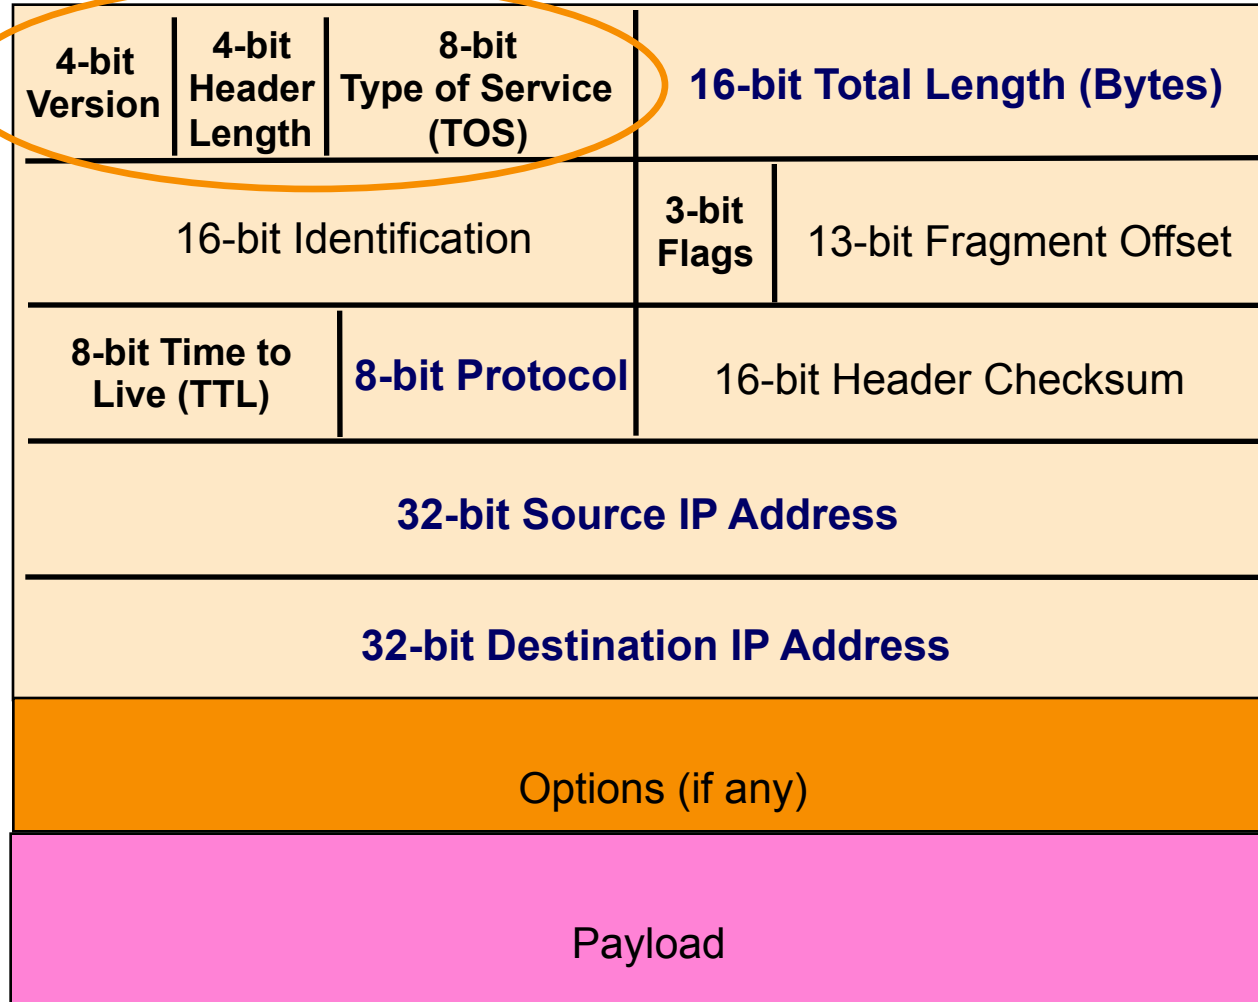 4-bit
Version
4-bit
Header
Length
8-bit
Type of Service
(TOS)
16-bit Total Length (Bytes)
16-bit Identification
3-bit
Flags
13-bit Fragment Offset
8-bit Time to
Live (TTL)
8-bit Protocol
16-bit Header Checksum
32-bit Source IP Address
32-bit Destination IP Address
Options (if any)
Payload